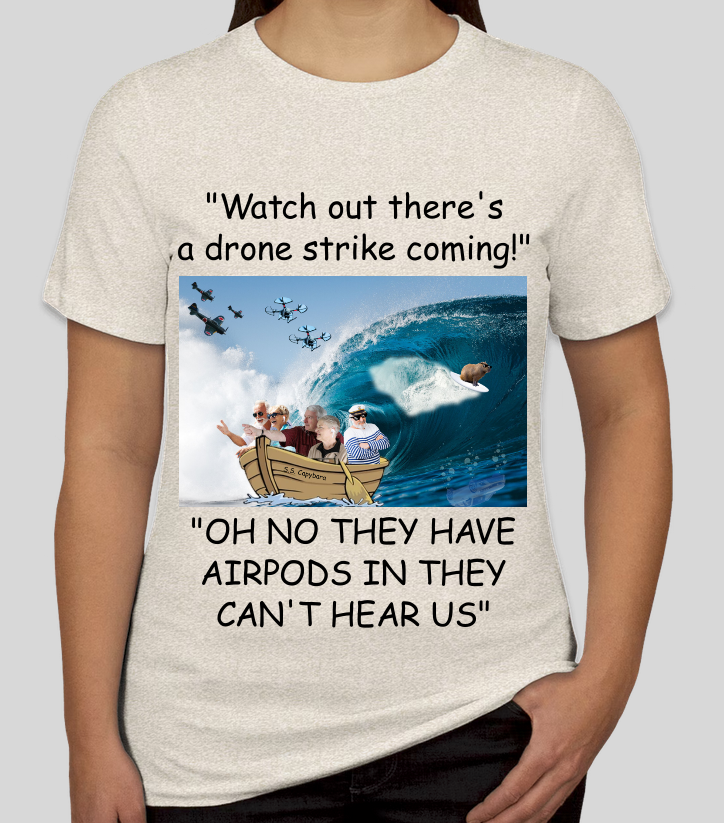 "Watch out there's
a drone strike coming!"
S.S. Capybara
"OH NO THEY HAVE
AIRPODS IN THEY
CAN'T HEAR US"